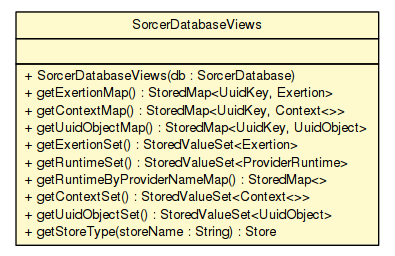 SorcerDatabaseViews
+ SorcerDatabaseViews(db : SorcerDatabase)
+ getExertionMap() : StoredMap<UuidKey, Exertion>
+ getContextMap() : StoredMap<UuidKey, Context<>>
+ getUuidObjectMap() : StoredMap<UuidKey, UuidObject>
+ getExertionSet() : StoredValueSet<Exertion>
+ getRuntimeSet() : StoredValueSet<ProviderRuntime>
+ getRuntimeByProviderNameMap() : StoredMap<>
+ getContextSet() : StoredValueSet<Context<>>
+ getUuidObjectSet() : StoredValueSet<UuidObject>
+ getStoreType(storeName : String) : Store